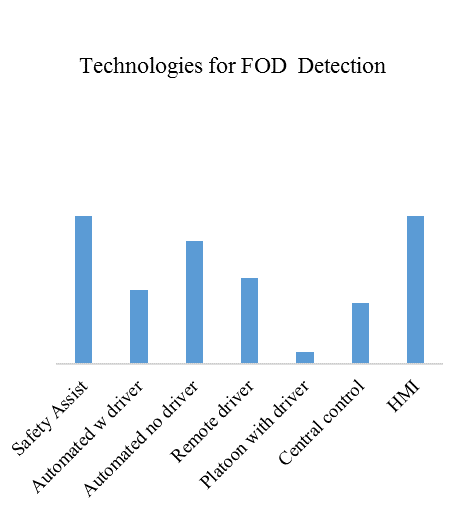 Technologies for FOD  Detection
Safety Assist
Automated w driver
Automated no driver
Remote driver
Platoon with driver
Central control
HMI